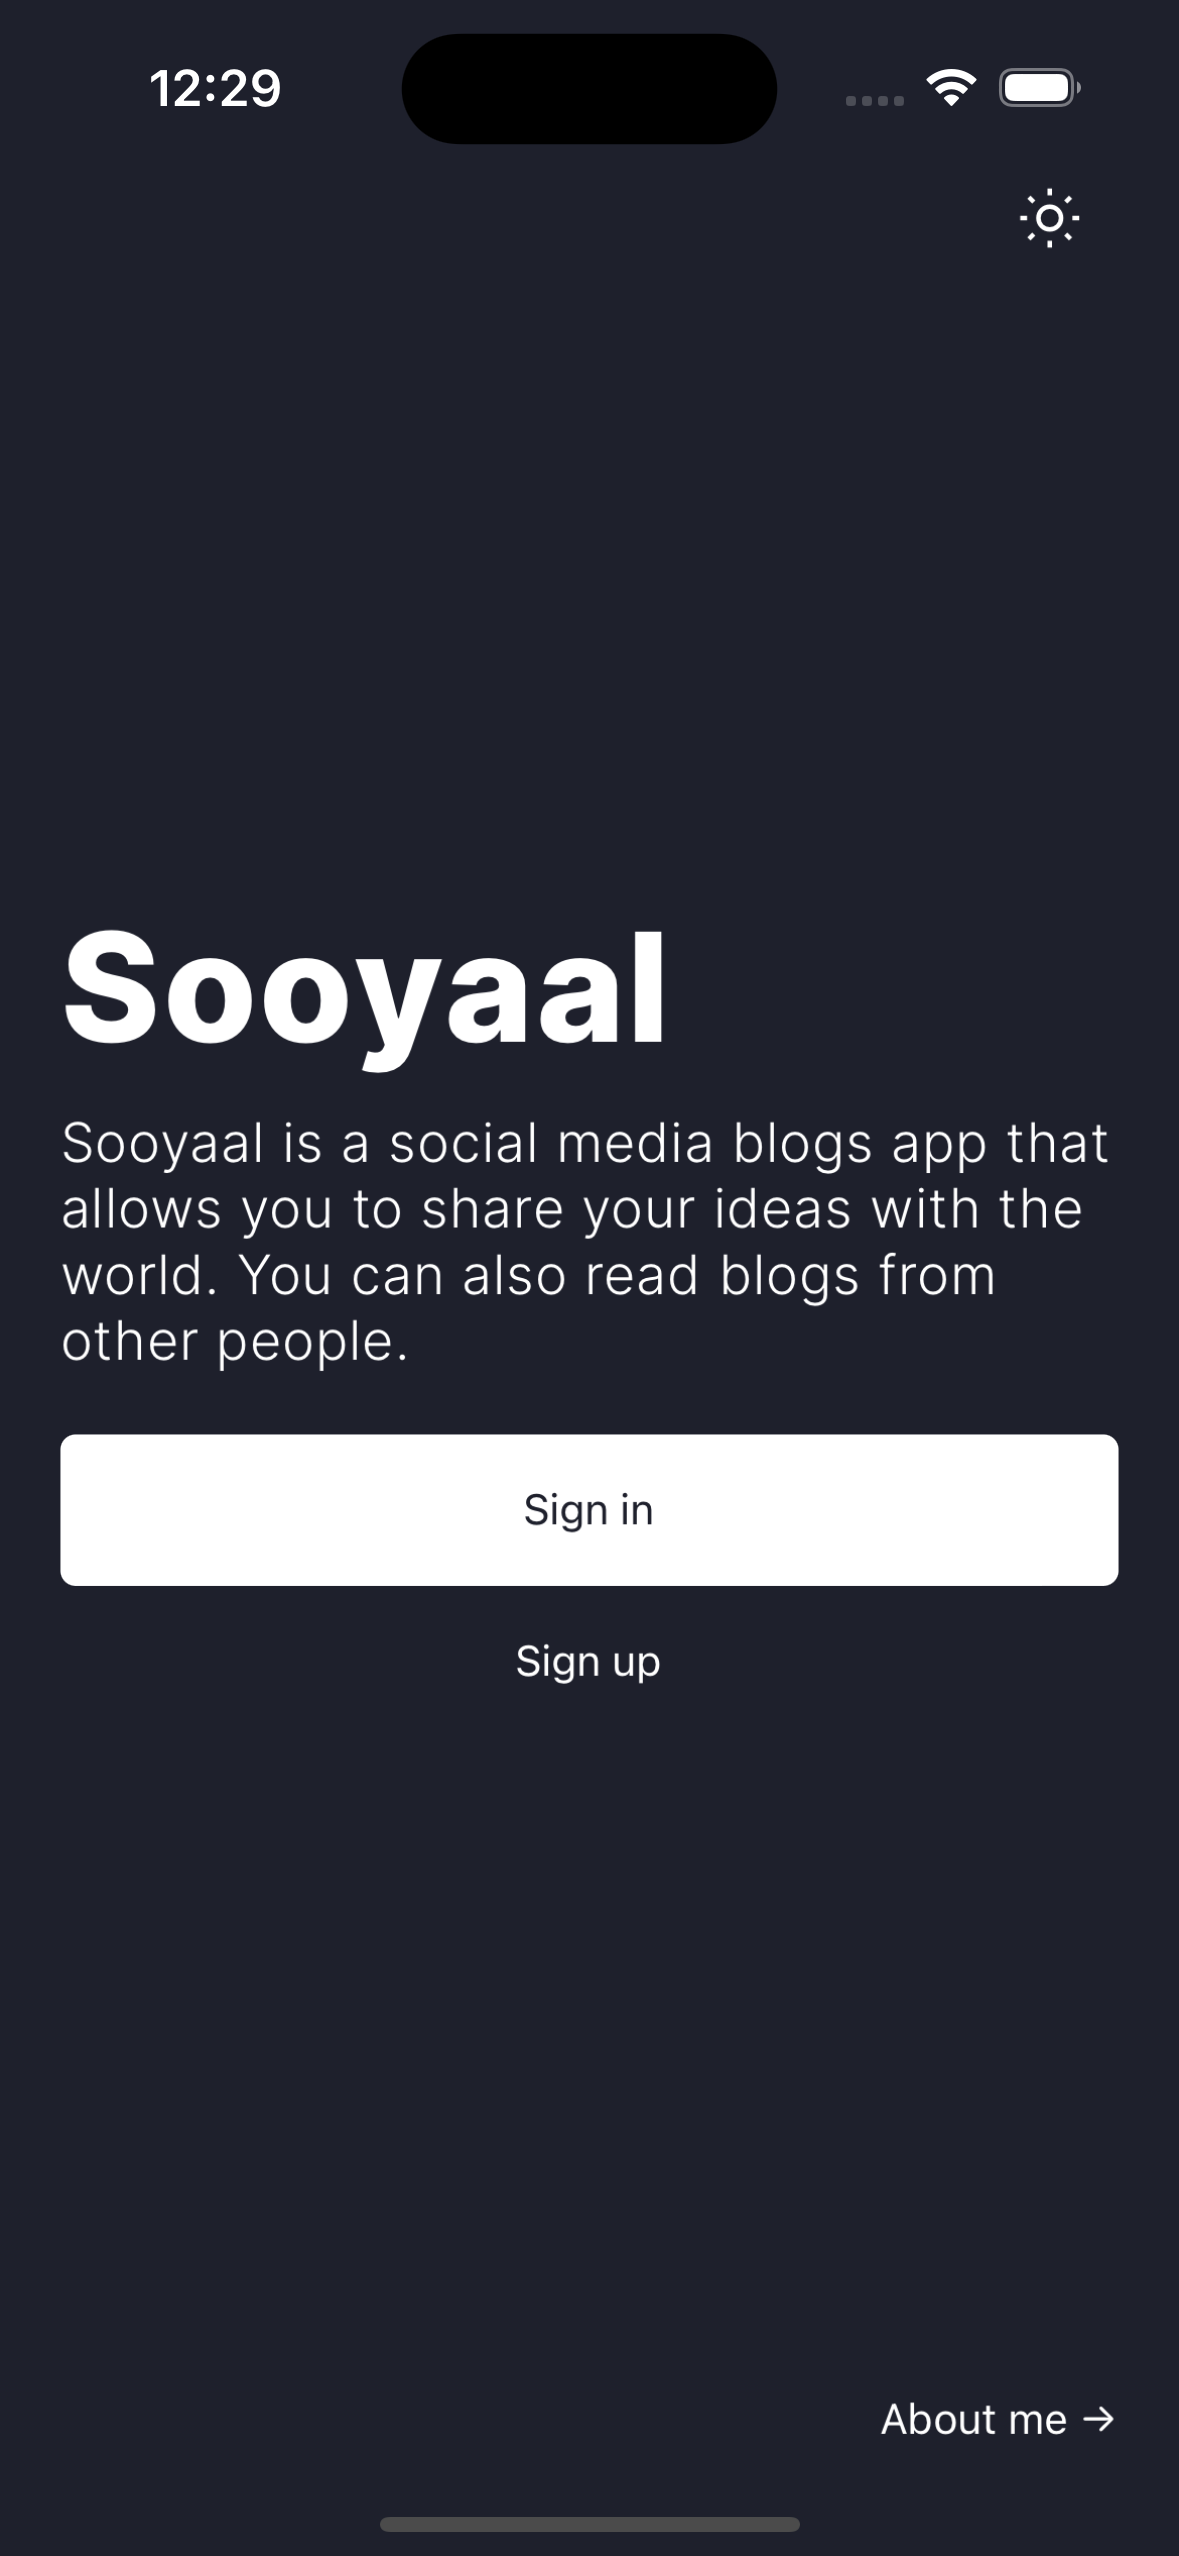 12:29
Sooyaal
Sooyaal is a social media blogs app that
allows you to share your ideas with the
world. You can also read blogs from
other people.
Sign in
Sign up
About me →